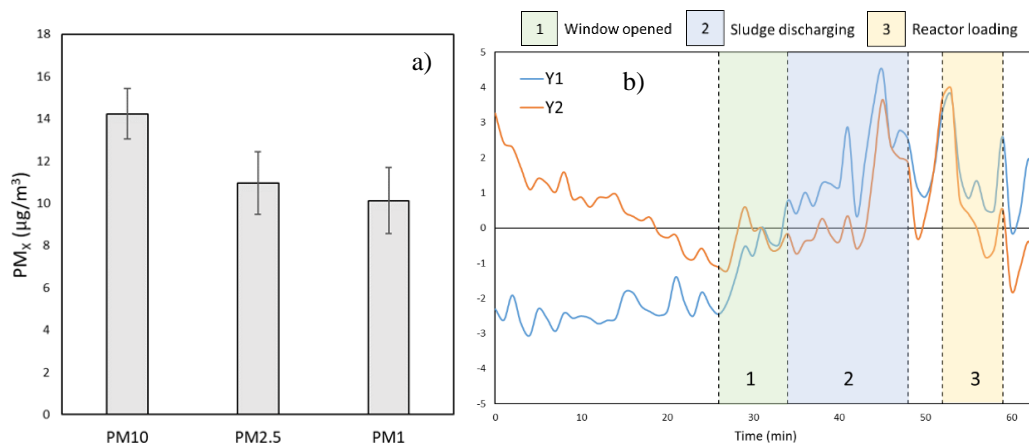 a)
PMX (µg/m³)
18
16
14
12
10
8
6
4
2
0
PM10 PM2.5 PM1
1 Window opened 2 Sludge discharging 3 Reactor loading
b)
Y1
Y2
5
4
3
2
1
0
-1
-2
-3
-4
-5
1 2 3
0 10 20 30 40 50 60
Time (min)